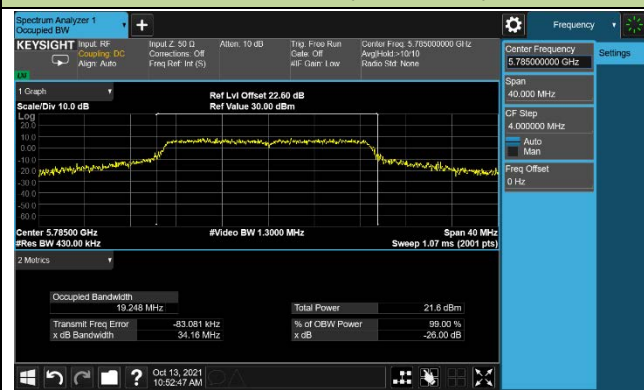 Spectrum Analyzer 1
Occupied BW
Frequency
KEYSIGHT
Input: RF
Coupling: DC
Align: Auto
Input Z: 50 Ω
Corrections: Off
Freq Ref: Int (S)
Atten: 10 dB
Trig: Free Run
Gate: Off
#IF Gain: Low
Center Freq: 5.785000000 GHz
Avg|Hold:>10/10
Radio Std: None
Center Frequency
5.785000000 GHz
Settings
Span
40.000 MHz
CF Step
4.000000 MHz
Auto
Man
Freq Offset
0 Hz
1 Graph
Scale/Div 10.0 dB
Ref Lvl Offset 22.60 dB
Ref Value 30.00 dBm
Log
20.0
10.0
0.00
-10.0
-20.0
-30.0
-40.0
-50.0
-60.0
Center 5.78500 GHz
#Res BW 430.00 kHz
#Video BW 1.3000 MHz
Span 40 MHz
Sweep 1.07 ms (2001 pts)
2 Metrics
Occupied Bandwidth
19.248 MHz
Total Power
21.6 dBm
Transmit Freq Error
-83.081 kHz
% of OBW Power
99.00 %
x dB Bandwidth
34.16 MHz
x dB
-26.00 dB
?
Oct 13, 2021
10:52:47 AM